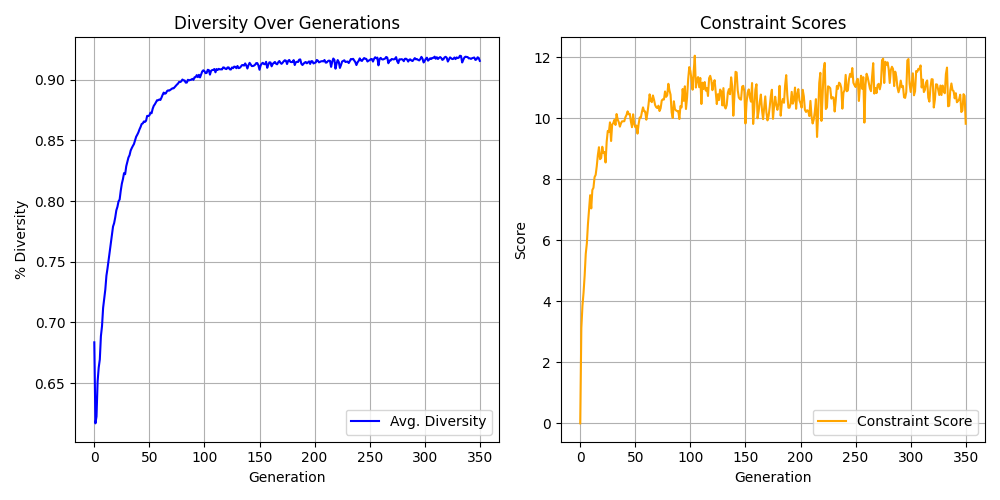 Diversity Over Generations
% Diversity
0.90
0.85
0.80
0.75
0.70
0.65
0 50 100 150 200 250 300 350
Generation
Avg. Diversity
Constraint Scores
Score
12
10
8
6
4
2
0
0 50 100 150 200 250 300 350
Generation
Constraint Score